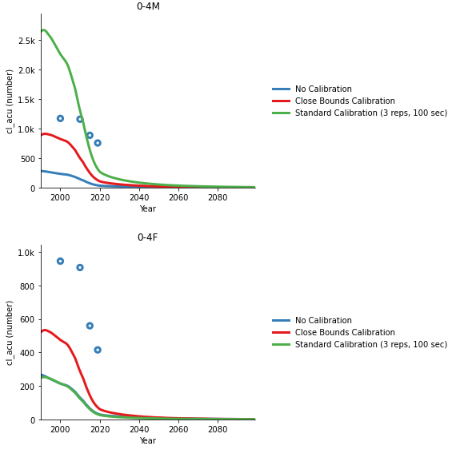 0-4M
cl_acu (number)
2.5k
2.0k
1.5k
1.0k
500
0
2000 2020 2040 2060 2080
Year
No Calibration
Close Bounds Calibration
Standard Calibration (3 reps, 100 sec)
0-4F
cl_acu (number)
1.0k
800
600
400
200
0
2000 2020 2040 2060 2080
Year
No Calibration
Close Bounds Calibration
Standard Calibration (3 reps, 100 sec)